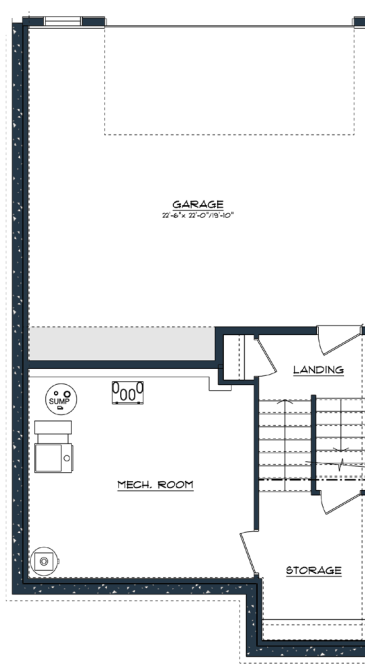 GARAGE
22'-6" x 22'-0"/19'-10"
LANDING
SUMP
MECH. ROOM
STORAGE